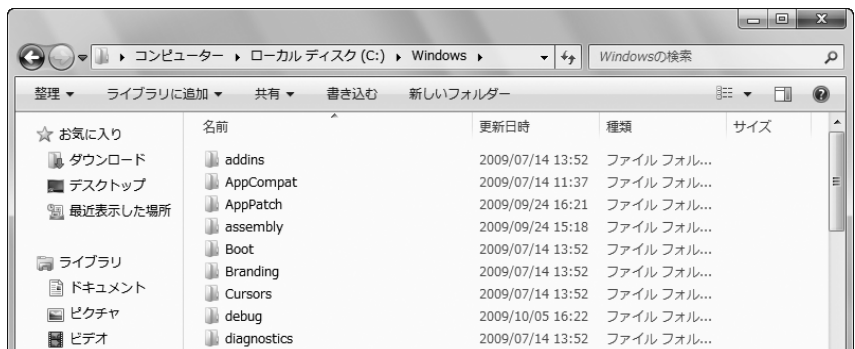 コンピューター ローカル ディスク (C:) Windows Windowsの検索
整理 ライブラリに追加 共有 書き込む 新しいフォルダー
お気に入り
ダウンロード
デスクトップ
最近表示した場所
ライブラリ
ドキュメント
ピクチャ
ビデオ
名前 更新日時 種類 サイズ
addins 2009/07/14 13:52 ファイル フォル...
AppCompat 2009/07/14 11:37 ファイル フォル...
AppPatch 2009/09/24 16:21 ファイル フォル...
assembly 2009/09/24 15:18 ファイル フォル...
Boot 2009/07/14 13:52 ファイル フォル...
Branding 2009/07/14 13:52 ファイル フォル...
Cursors 2009/07/14 13:52 ファイル フォル...
debug 2009/10/05 16:22 ファイル フォル...
diagnostics 2009/07/14 13:52 ファイル フォル...